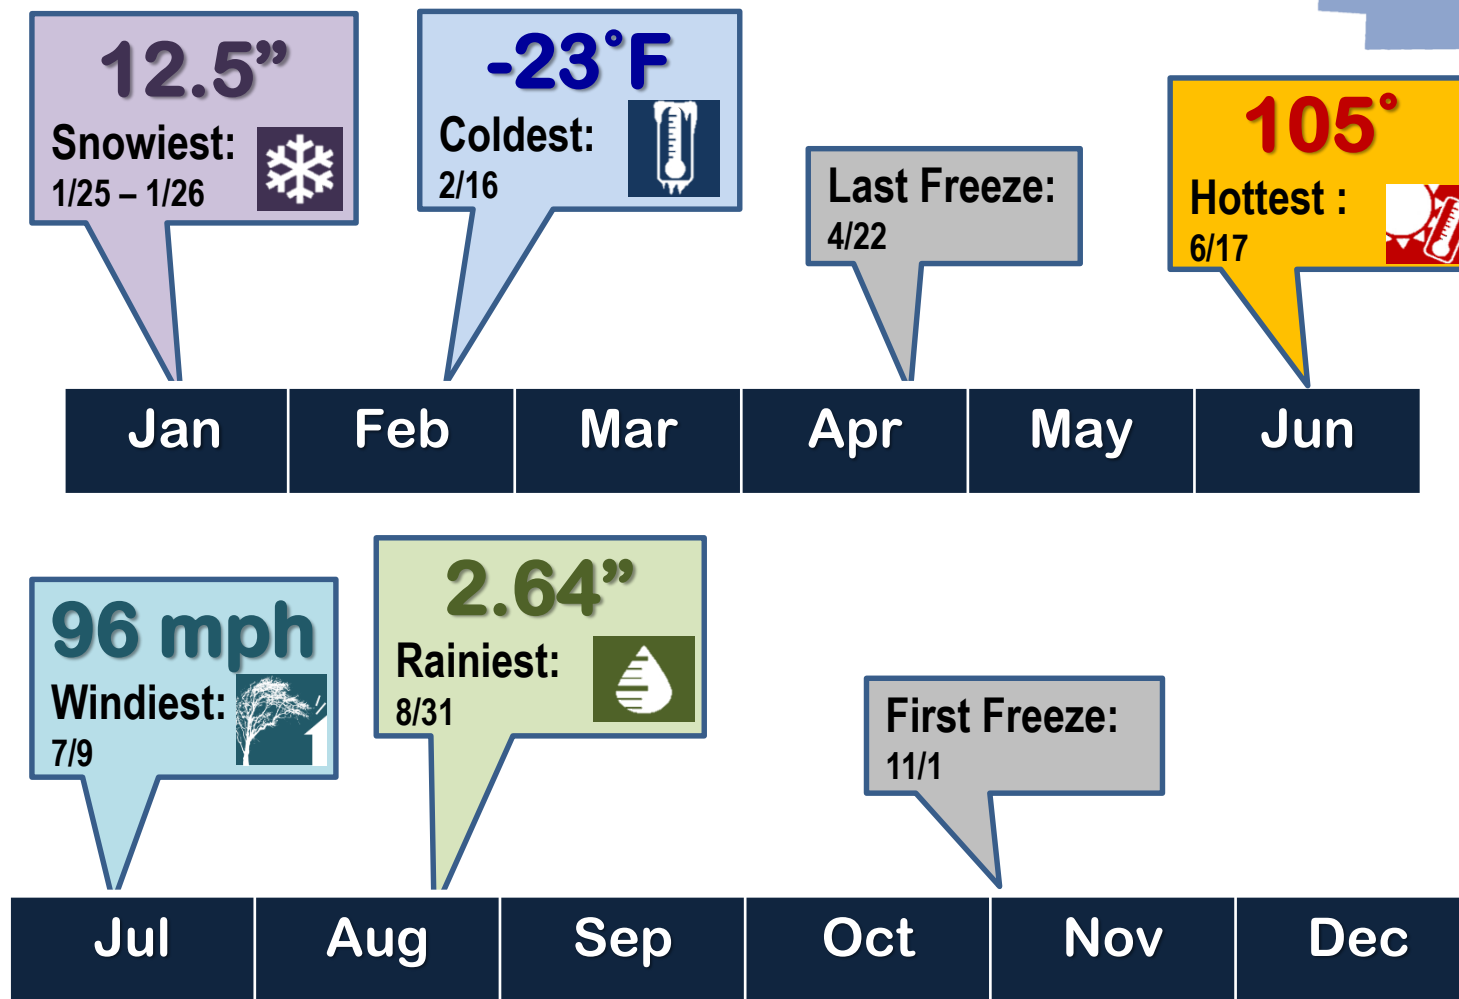 12.5”
Snowiest:
1/25 – 1/26
-23˚F
Coldest:
2/16
Last Freeze:
4/22
105˚
Hottest :
6/17
Jan
Feb
Mar
Apr
May
Jun
96 mph
Windiest:
7/9
2.64”
Rainiest:
8/31
First Freeze:
11/1
Jul
Aug
Sep
Oct
Nov
Dec